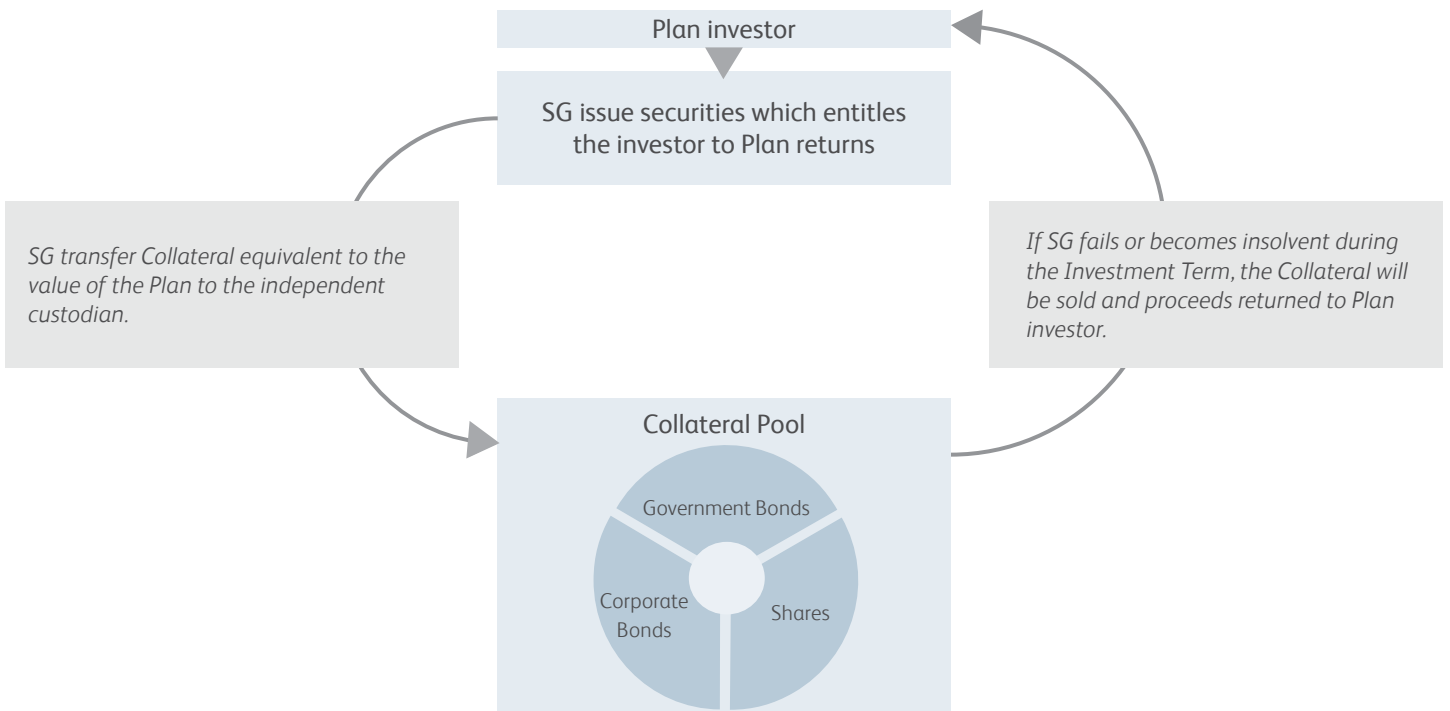 Plan investor
SG issue securities which entitles
the investor to Plan returns
SG transfer Collateral equivalent to the
value of the Plan to the independent
custodian.
If SG fails or becomes insolvent during
the Investment Term, the Collateral will
be sold and proceeds returned to Plan
investor.
Collateral Pool
Government Bonds
Corporate
Bonds
Shares